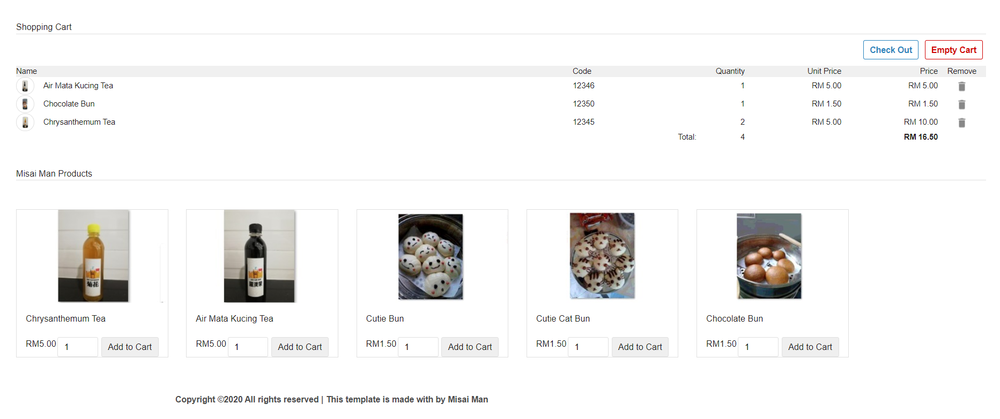 Shopping Cart
Check Out Empty Cart
Name Code Quantity Unit Price Price Remove
Air Mata Kucing Tea 12346 1 RM 5.00 RM 5.00
Chocolate Bun 12350 1 RM 1.50 RM 1.50
Chrysanthemum Tea 12345 2 RM 5.00 RM 10.00
Total: 4 RM 16.50
Misai Man Products
菊花
羅漢果
Chrysanthemum Tea Air Mata Kucing Tea Cutie Bun Cutie Cat Bun Chocolate Bun
RM5.00 1 Add to Cart RM5.00 1 Add to Cart RM1.50 1 Add to Cart RM1.50 1 Add to Cart RM1.50 1 Add to Cart
Copyright ©2020 All rights reserved | This template is made with by Misai Man